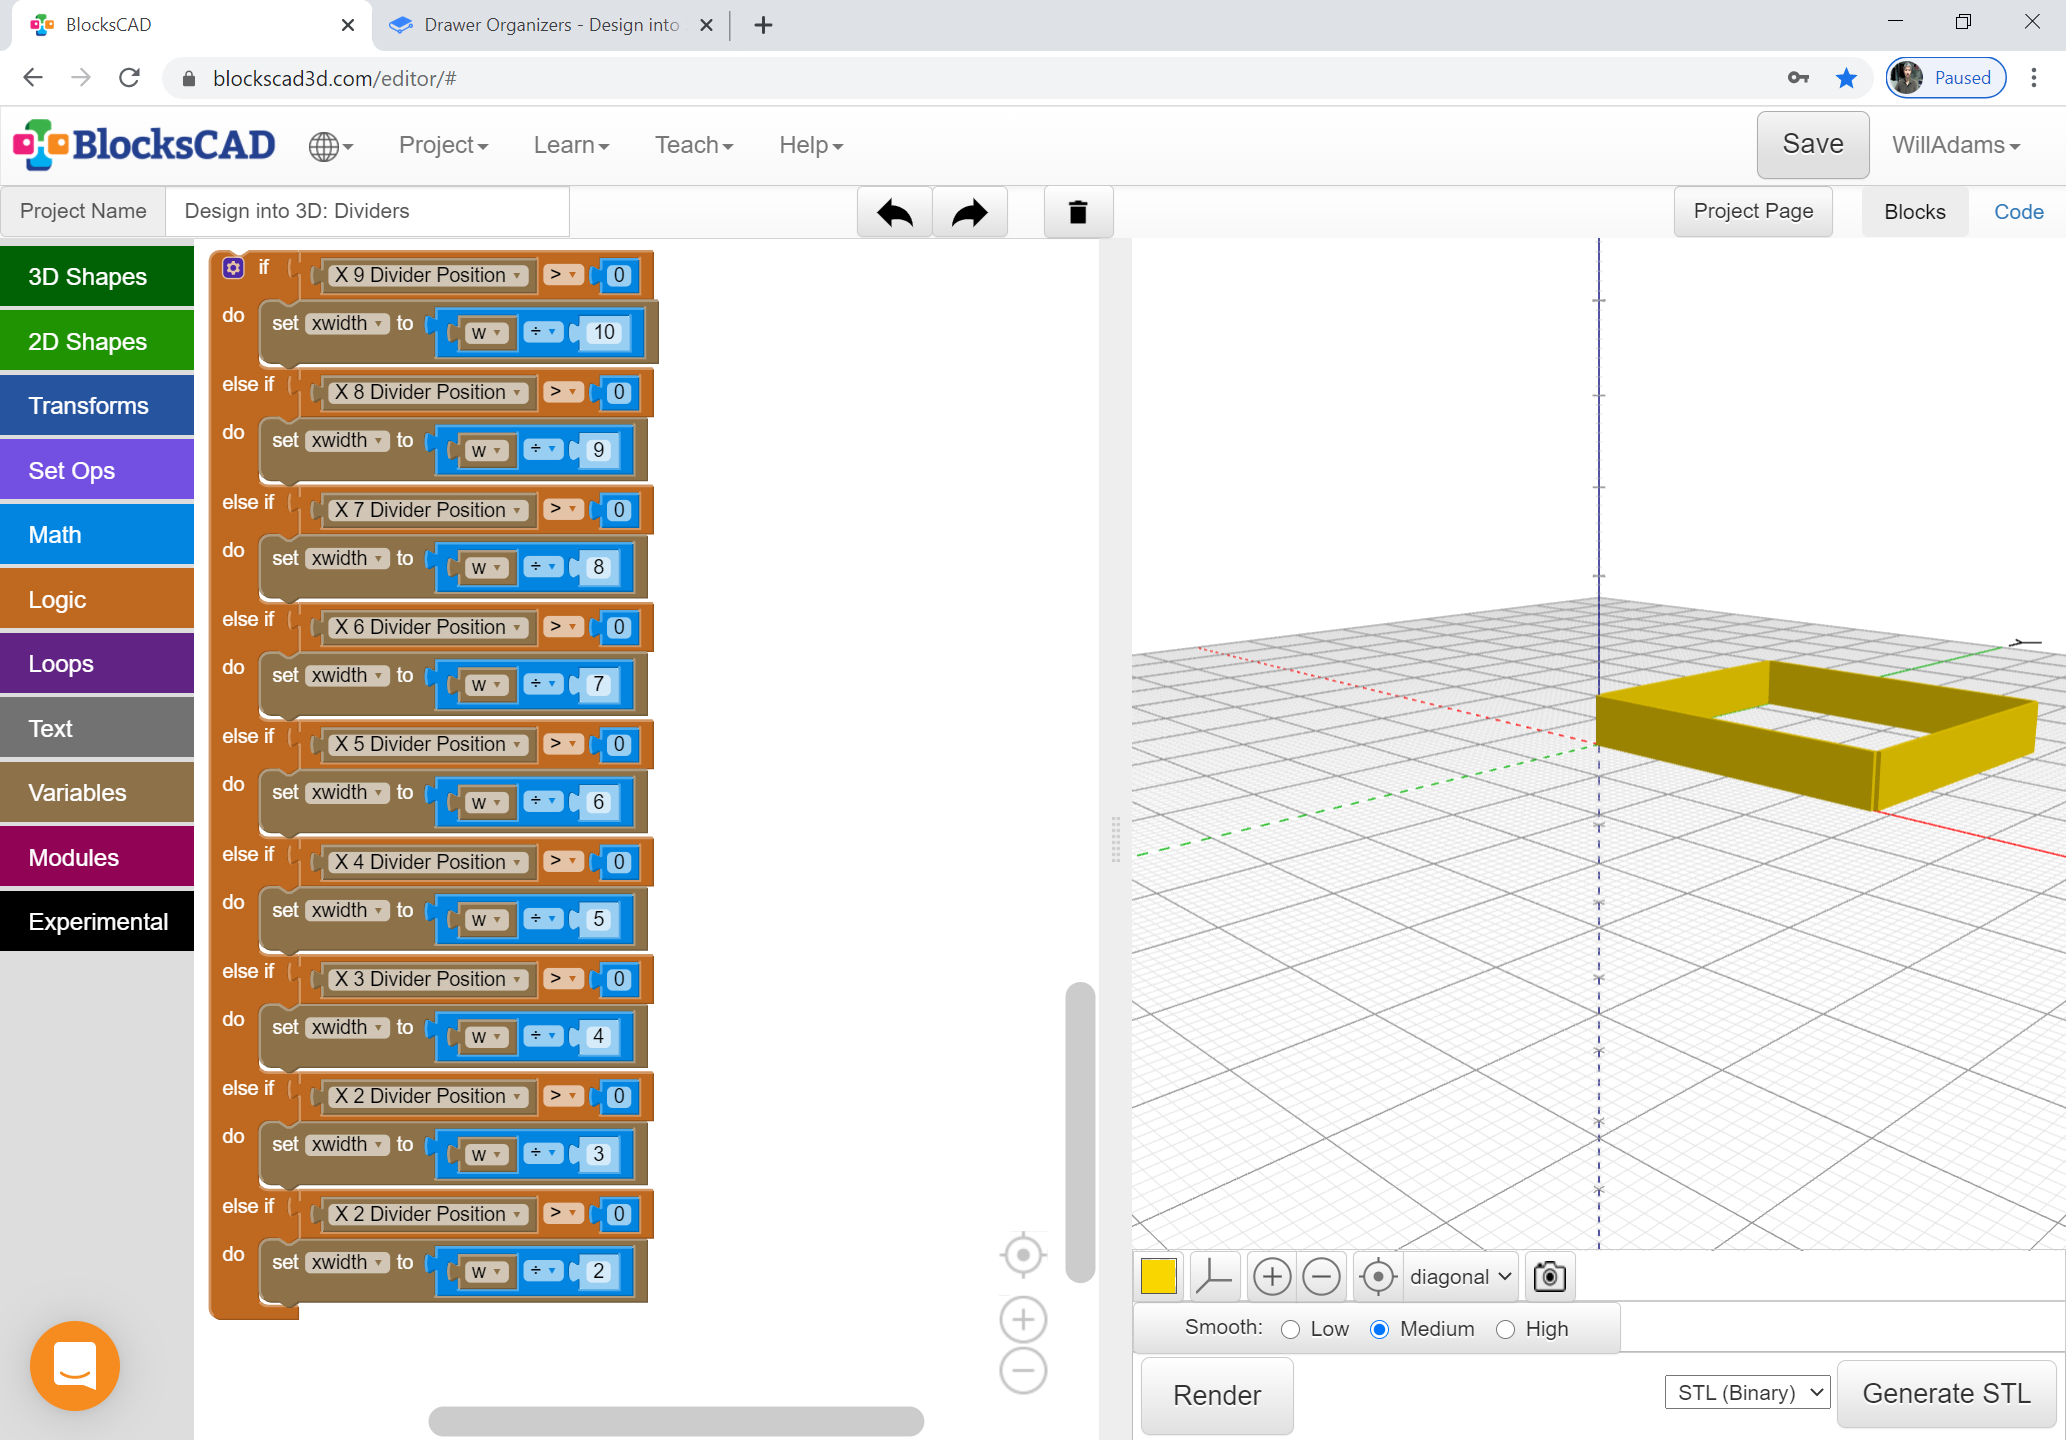 BlocksCAD
Drawer Organizers - Design into
blockscad3d.com/editor/#
Paused
BlocksCAD
Project
Learn
Teach
Help
Save
WillAdams
Project Name
Design into 3D: Dividers
Project Page
Blocks
Code
3D Shapes
2D Shapes
Transforms
Set Ops
Math
Logic
Loops
Text
Variables
Modules
Experimental
if X 9 Divider Position > 0
do set xwidth to w ÷ 10
else if X 8 Divider Position > 0
do set xwidth to w ÷ 9
else if X 7 Divider Position > 0
do set xwidth to w ÷ 8
else if X 6 Divider Position > 0
do set xwidth to w ÷ 7
else if X 5 Divider Position > 0
do set xwidth to w ÷ 6
else if X 4 Divider Position > 0
do set xwidth to w ÷ 5
else if X 3 Divider Position > 0
do set xwidth to w ÷ 4
else if X 2 Divider Position > 0
do set xwidth to w ÷ 3
else if X 2 Divider Position > 0
do set xwidth to w ÷ 2
diagonal
Smooth: Low Medium High
Render
STL (Binary)
Generate STL